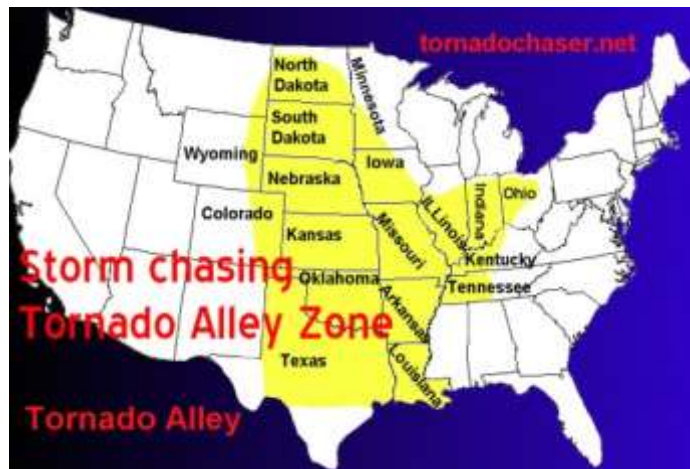 tornadochaser.net
North
Dakota
Minnesota
South
Dakota
Wyoming
Iowa
Nebraska
Ohio
Colorado
ILLinois
Indiana
Kansas
Missouri
Kentucky
Storm chasing
Oklahoma
Tennessee
Arkansas
Tornado Alley Zone
Texas
Louisiana
Tornado Alley